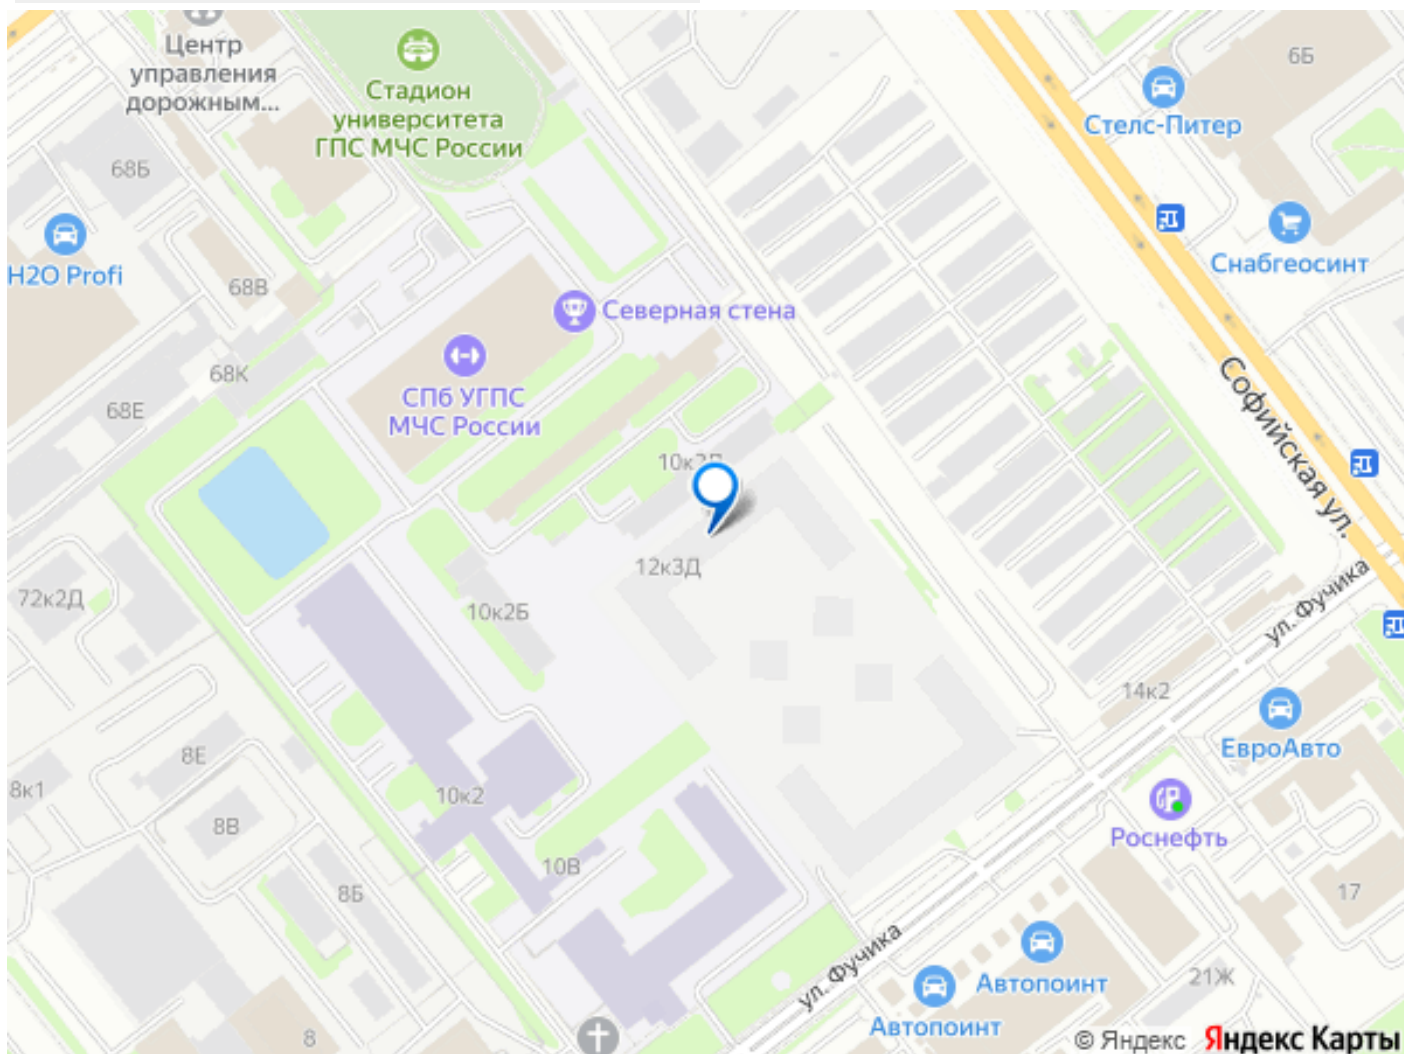 Центр
управления
дорожным...
Стадион
университета
ГПС МЧС России
6Б
Стелс-Питер
68Б
H2O Profi
68В
Снабгеосинт
Северная стена
68К
СПб УГПС
МЧС России
68Е
Софийская ул.
12к3Д
72к2Д
10к2Б
ул. Фучика
14к2
8Е
ЕвроАвто
8к1
10к2
8В
Роснефть
10В
8Б
17
ул. Фучика
Автопоинт
21Ж
Автопоинт
8
© Яндекс Яндекс Карты